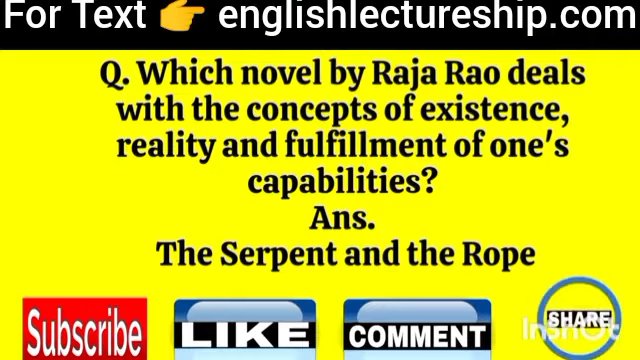 For Text 👉 englishlectureship.com
Q. Which novel by Raja Rao deals
with the concepts of existence,
reality and fulfillment of one's
capabilities?
Ans.
The Serpent and the Rope
Subscribe
LIKE
COMMENT
SHARE
InShOt